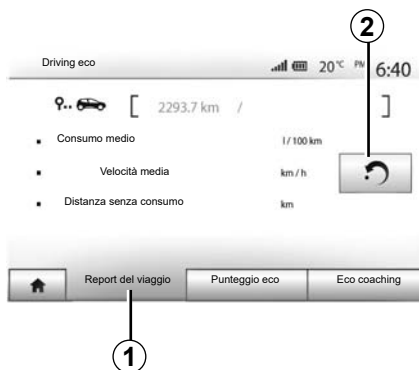 2
Driving eco 20°C PM 6:40
[ 2293.7 km / ]
Consumo medio l / 100 km
Velocità media km / h
Distanza senza consumo km
Report del viaggio Punteggio eco Eco coaching
1